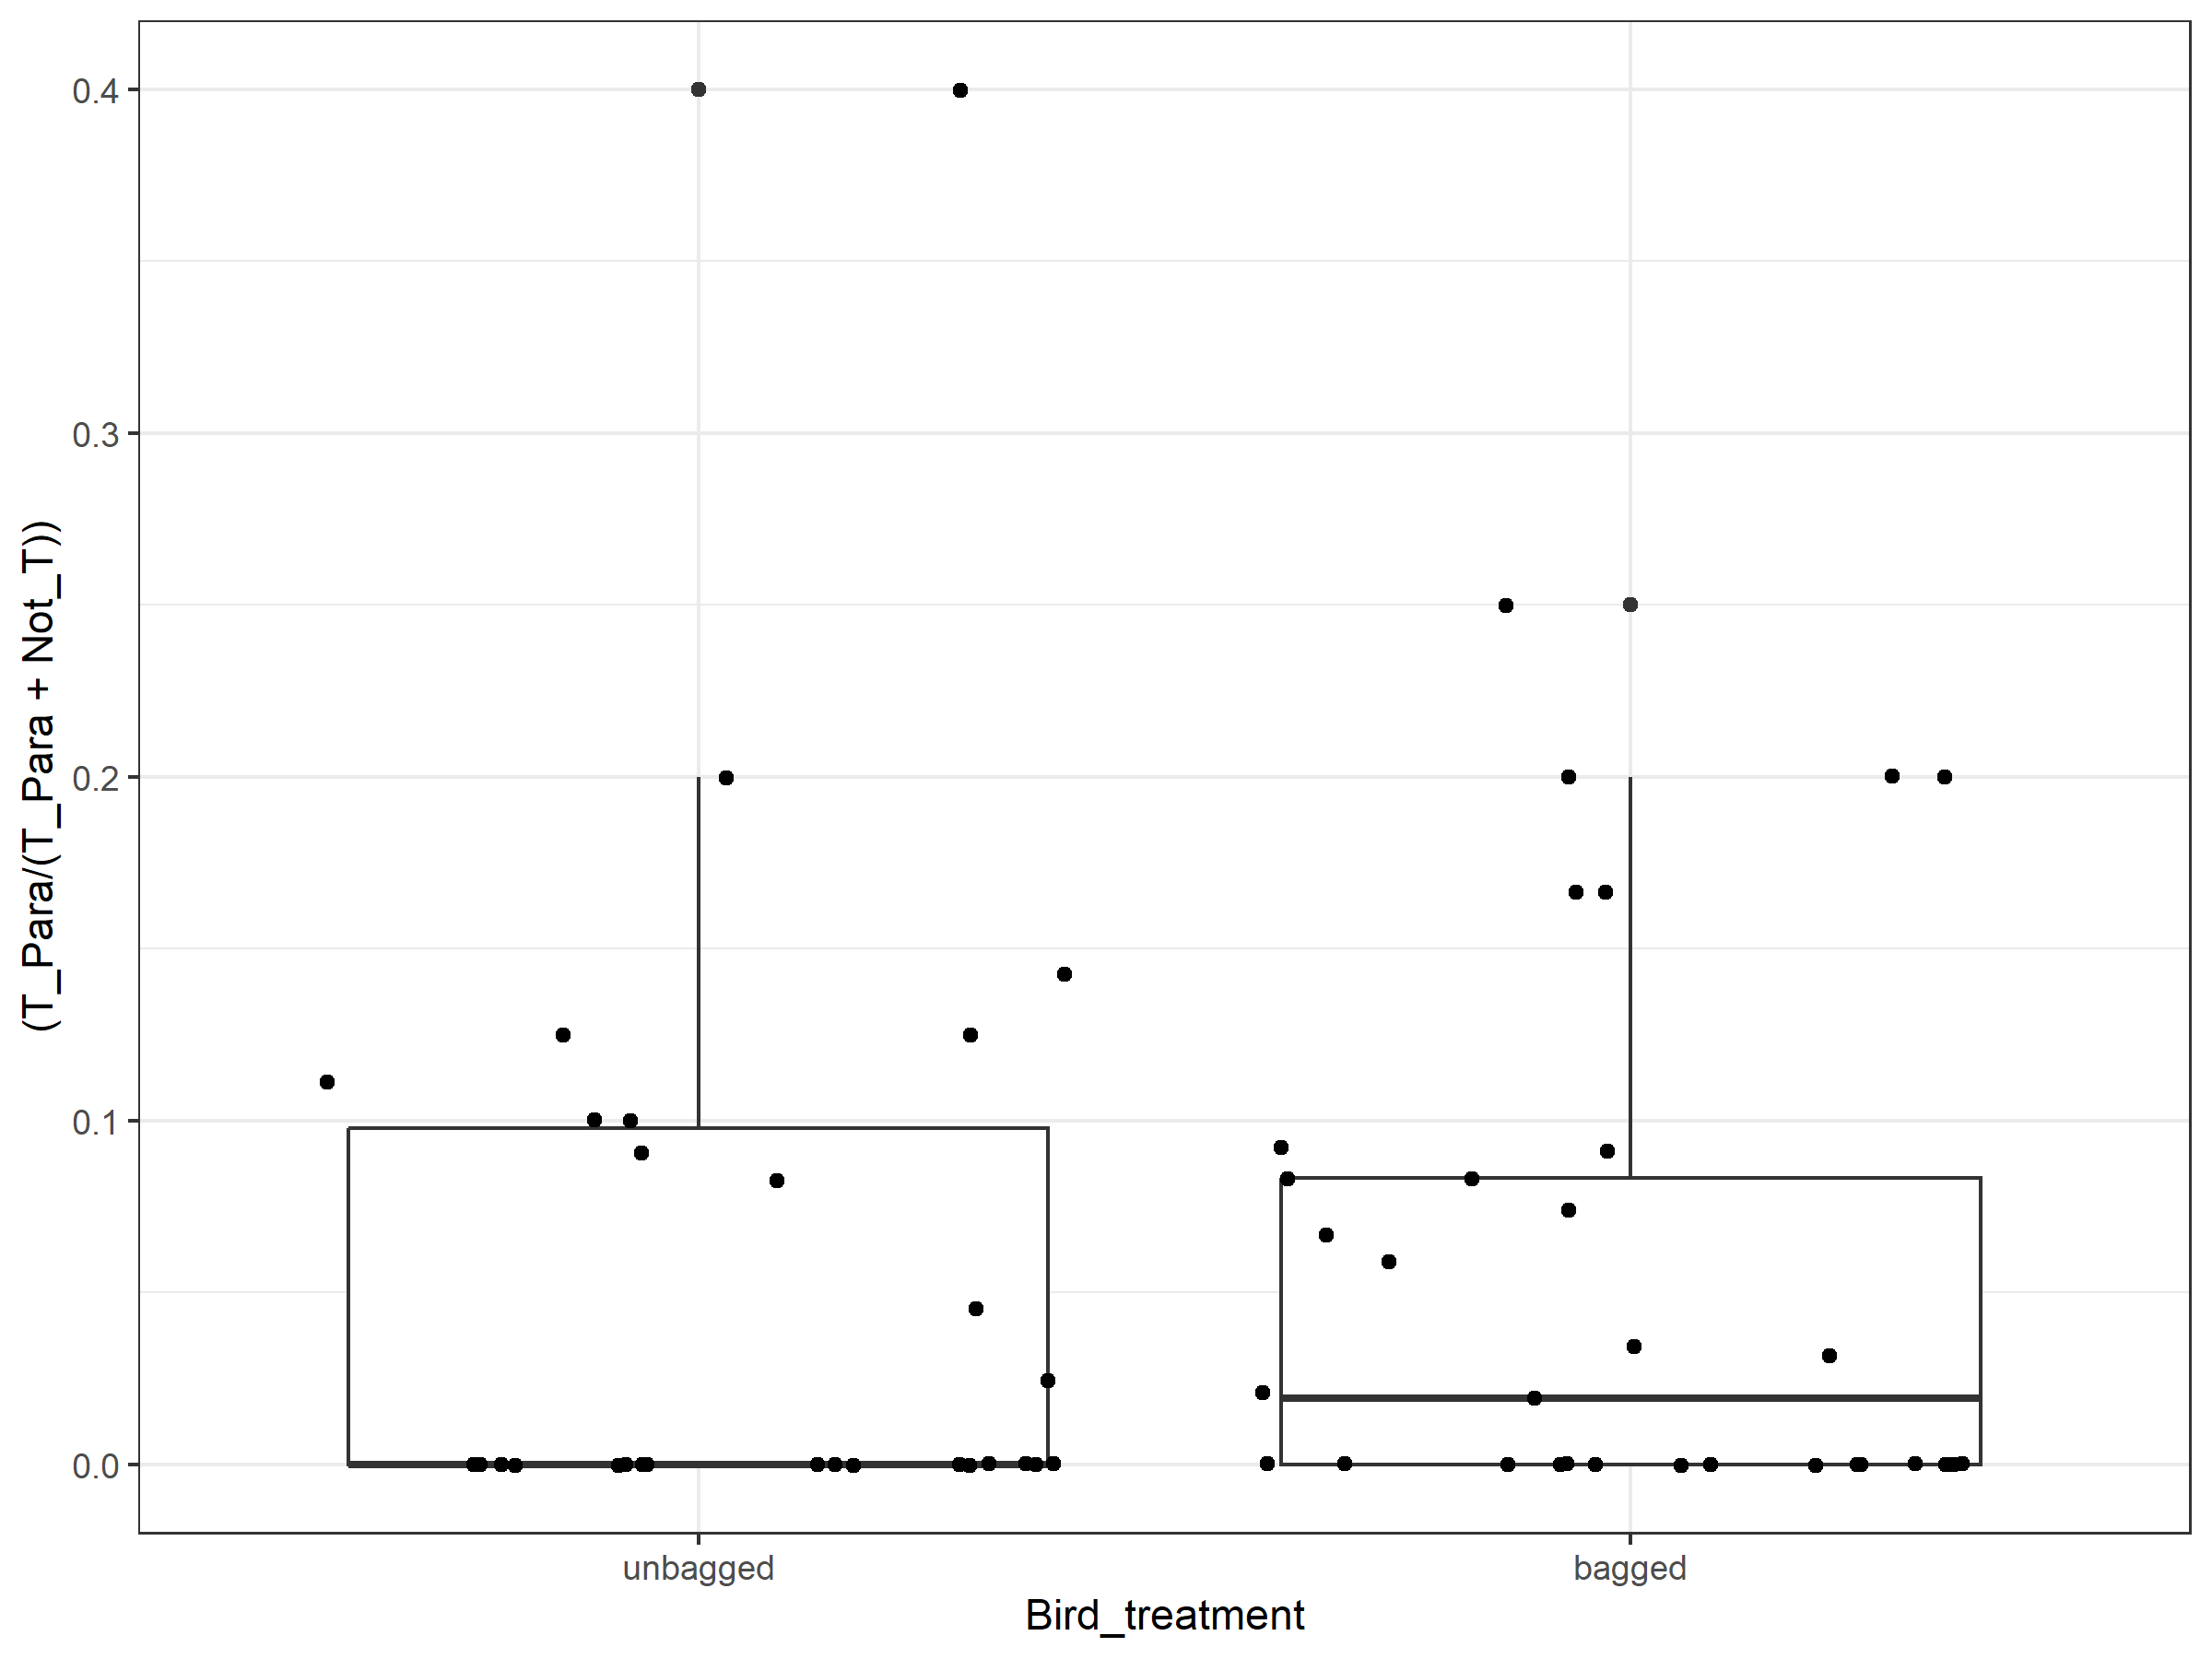 (T_Para/(T_Para + Not_T))
0.4
0.3
0.2
0.1
0.0
unbagged
bagged
Bird_treatment